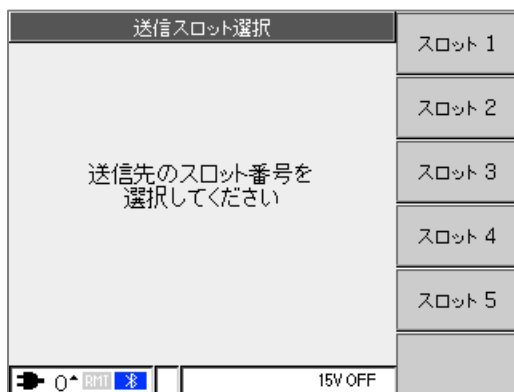 送信スロット選択
スロット 1
スロット 2
送信先のスロット番号を
選択してください
スロット 3
スロット 4
スロット 5
0 RMT
15V OFF